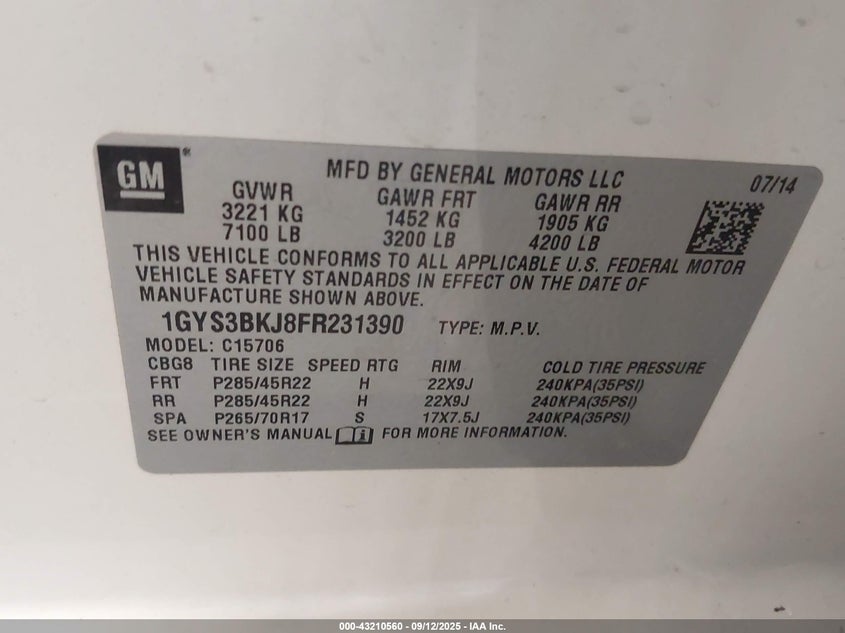 GM
MFD BY GENERAL MOTORS LLC
07/14
GVWR GAWR FRT GAWR RR
3221 KG 1452 KG 1905 KG
7100 LB 3200 LB 4200 LB
THIS VEHICLE CONFORMS TO ALL APPLICABLE U.S. FEDERAL MOTOR
VEHICLE SAFETY STANDARDS IN EFFECT ON THE DATE OF
MANUFACTURE SHOWN ABOVE.
1GYS3BKJ8FR231390 TYPE: M.P.V.
MODEL: C15706
CBG8 TIRE SIZE SPEED RTG RIM COLD TIRE PRESSURE
FRT P285/45R22 H 22X9J 240KPA(35PSI)
RR P285/45R22 H 22X9J 240KPA(35PSI)
SPA P265/70R17 S 17X7.5J 240KPA(35PSI)
SEE OWNER'S MANUAL FOR MORE INFORMATION.
000-43210560 - 09/12/2025 - IAA Inc.